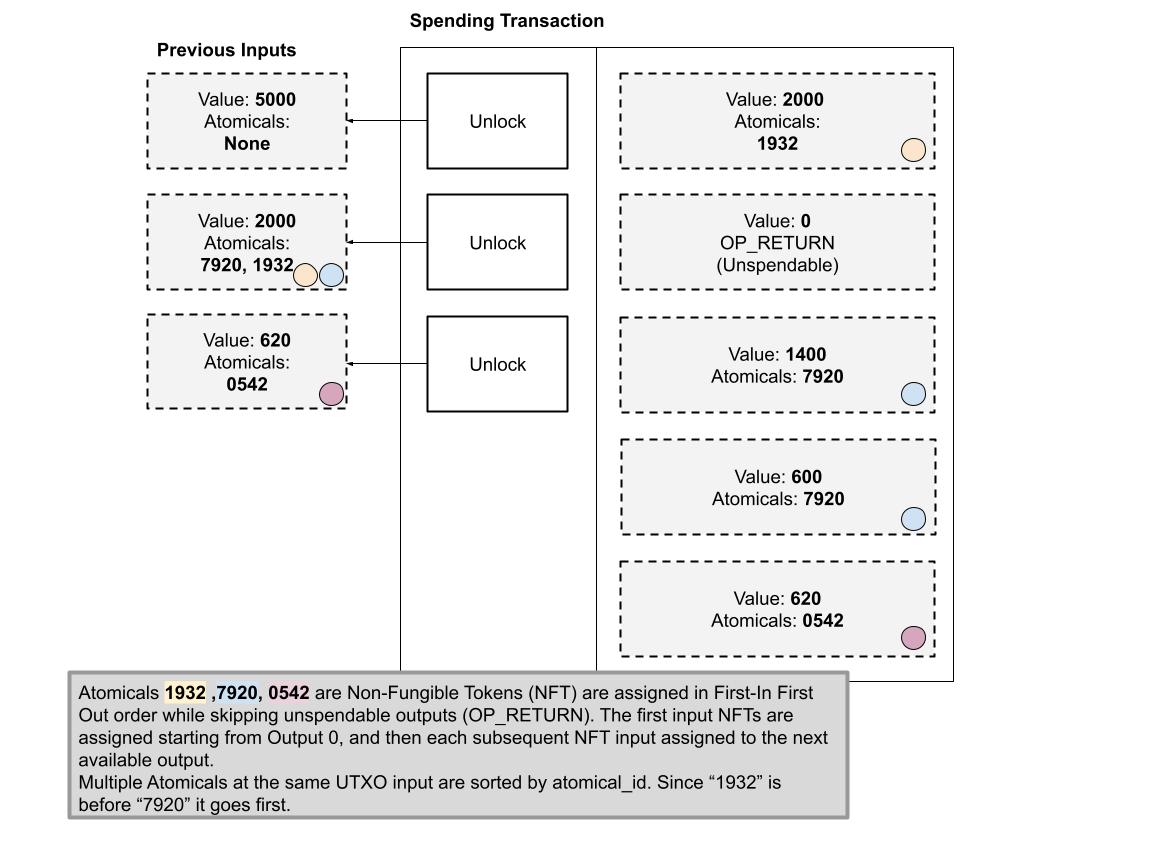 Spending Transaction
Previous Inputs
Value: 5000
Atomicals:
None
Unlock
Value: 2000
Atomicals:
1932
Value: 2000
Atomicals:
7920, 1932
Unlock
Value: 0
OP_RETURN
(Unspendable)
Value: 620
Atomicals:
0542
Unlock
Value: 1400
Atomicals: 7920
Value: 600
Atomicals: 7920
Value: 620
Atomicals: 0542
Atomicals 1932 ,7920, 0542 are Non-Fungible Tokens (NFT) are assigned in First-In First
Out order while skipping unspendable outputs (OP_RETURN). The first input NFTs are
assigned starting from Output 0, and then each subsequent NFT input assigned to the next
available output.
Multiple Atomicals at the same UTXO input are sorted by atomical_id. Since “1932” is
before “7920” it goes first.